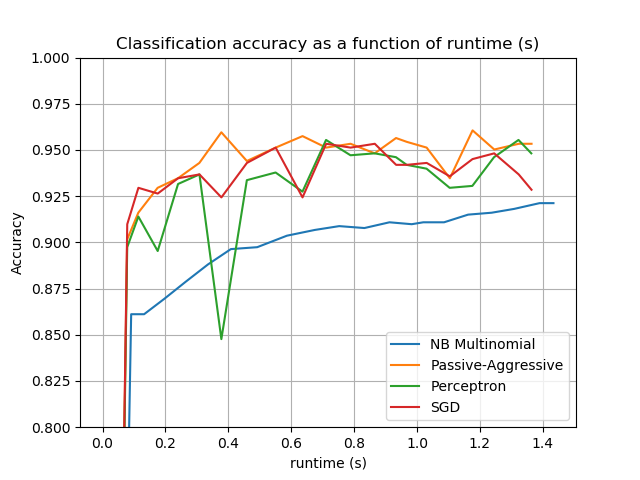 Classification accuracy as a function of runtime (s)
1.000
0.975
0.950
0.925
0.900
0.875
0.850
0.825
0.800
Accuracy
NB Multinomial
Passive-Aggressive
Perceptron
SGD
0.0 0.2 0.4 0.6 0.8 1.0 1.2 1.4
runtime (s)